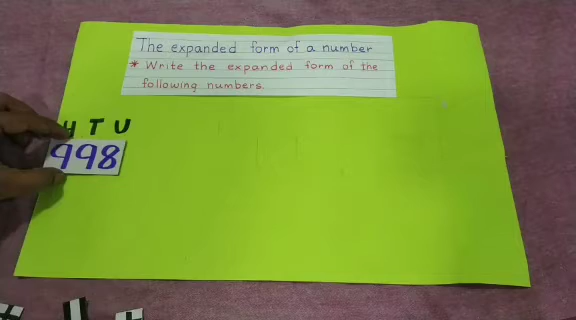 The expanded form of a number
* Write the expanded form of the
following numbers.
H T U
998